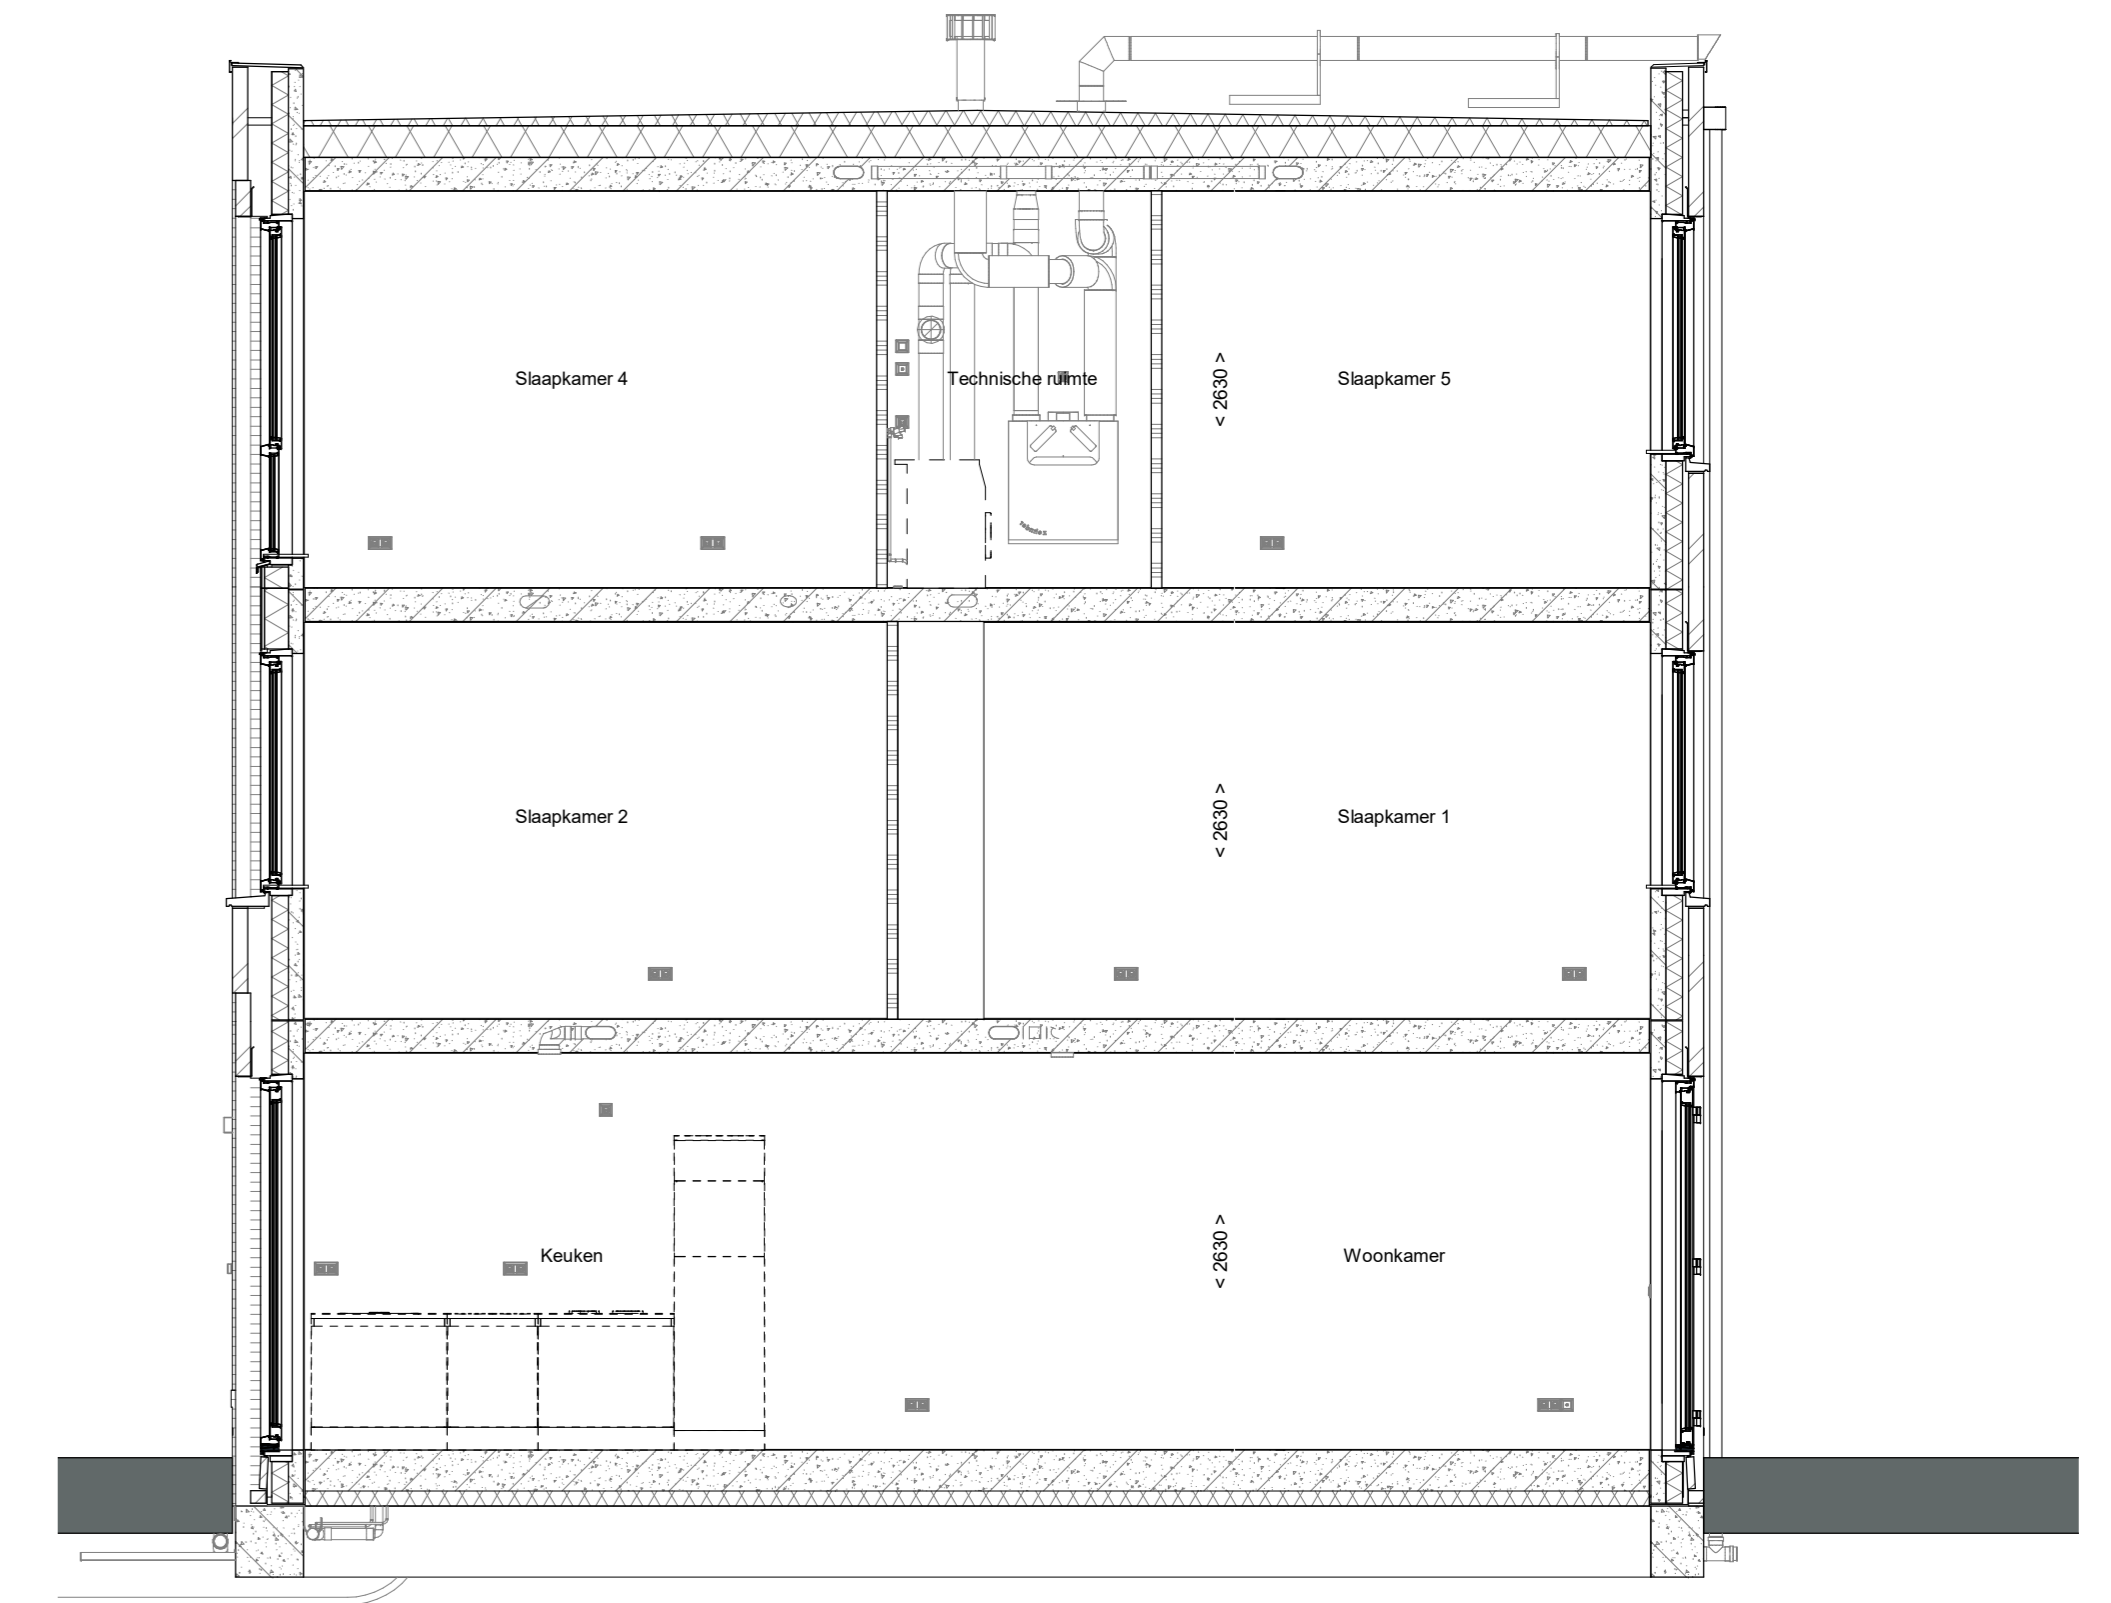 Slaapkamer 4
Technische ruimte
< 2630 >
Slaapkamer 5
Slaapkamer 2
< 2630 >
Slaapkamer 1
Keuken
< 2630 >
Woonkamer